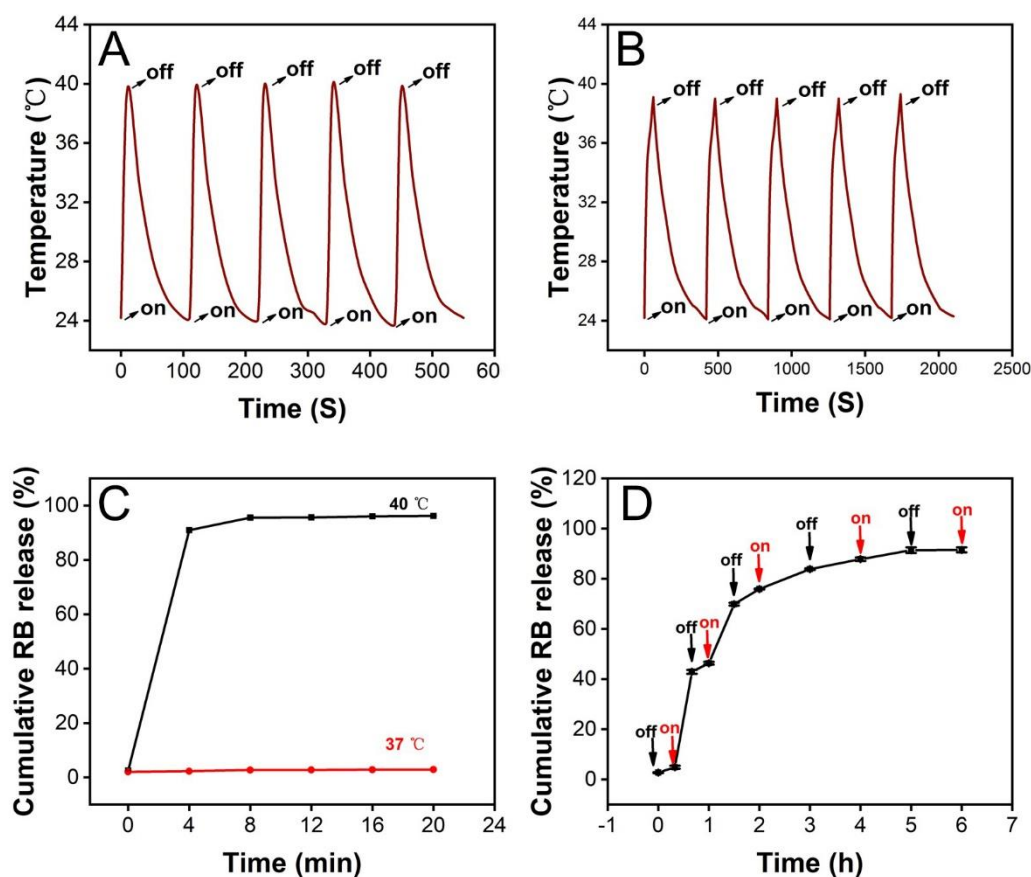 A
Temperature (℃)
44
40
36
32
28
24
off off off off off
on on on on on
0 100 200 300 400 500 60
Time (S)
B
Temperature (℃)
44
40
36
32
28
24
off off off off off
on on on on on
0 500 1000 1500 2000 2500
Time (S)
C
Cumulative RB release (%)
100
80
60
40
20
0
40 ℃
37 ℃
0 4 8 12 16 20 24
Time (min)
D
Cumulative RB release (%)
120
100
80
60
40
20
0
off on off on off on off on off on
-1 0 1 2 3 4 5 6 7
Time (h)